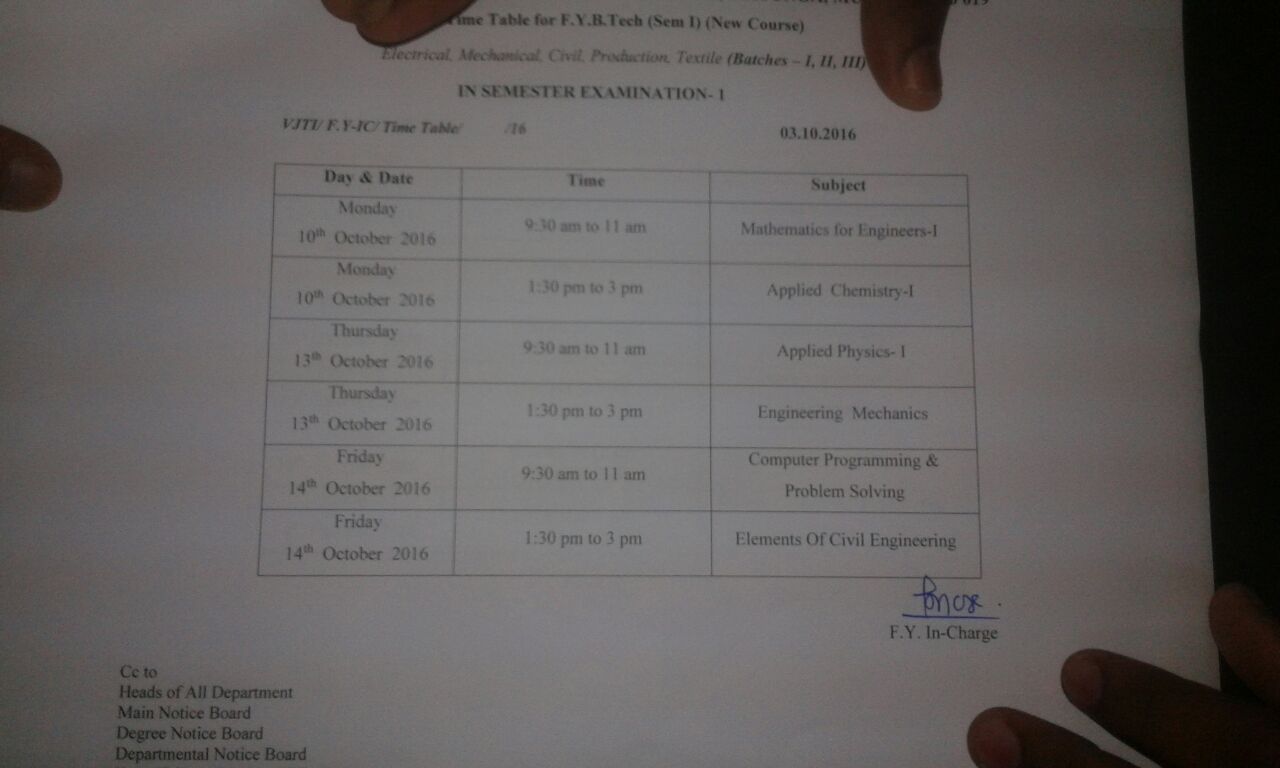 Time Table for F.Y.B.Tech (Sem I) (New Course)
Electrical, Mechanical, Civil, Production, Textile (Batches – I, II, III)
IN SEMESTER EXAMINATION- 1
VJTI/ F.Y-IC/ Time Table/ /16 03.10.2016
Day & Date Time Subject
Monday
10th October 2016 9:30 am to 11 am Mathematics for Engineers-I
Monday
10th October 2016 1:30 pm to 3 pm Applied Chemistry-I
Thursday
13th October 2016 9:30 am to 11 am Applied Physics- I
Thursday
13th October 2016 1:30 pm to 3 pm Engineering Mechanics
Friday
14th October 2016 9:30 am to 11 am Computer Programming &
Problem Solving
Friday
14th October 2016 1:30 pm to 3 pm Elements Of Civil Engineering
F.Y. In-Charge
Cc to
Heads of All Department
Main Notice Board
Degree Notice Board
Departmental Notice Board